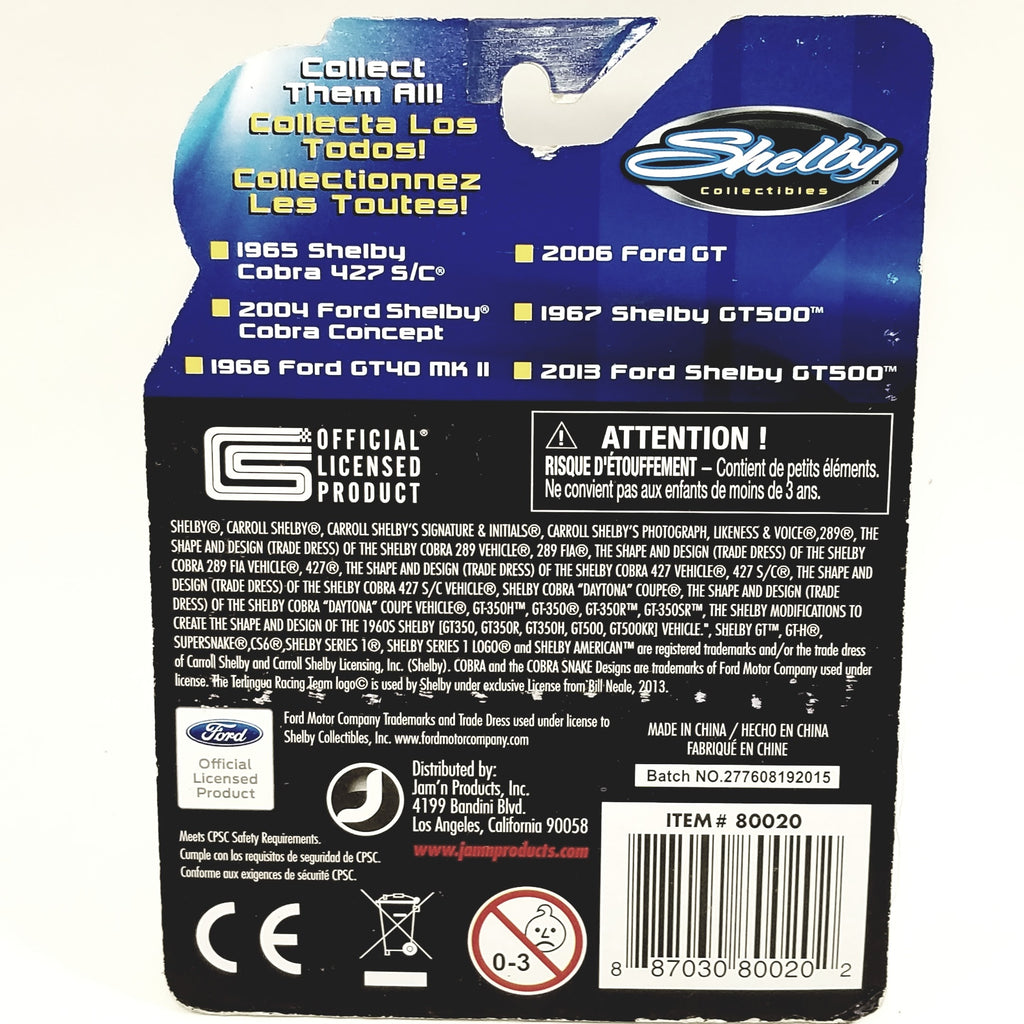 Collect
Them All!
Collecta Los
Todos!
Collectionnez
Les Toutes!
Shelby™
Collectibles
1965 Shelby
Cobra 427 S/C®
2004 Ford Shelby®
Cobra Concept
1966 Ford GT40 MK II
2006 Ford GT
1967 Shelby GT500™
2013 Ford Shelby GT500™
OFFICIAL®
LICENSED
PRODUCT
ATTENTION !
RISQUE D'ÉTOUFFEMENT – Contient de petits éléments.
Ne convient pas aux enfants de moins de 3 ans.
SHELBY®, CARROLL SHELBY®, CARROLL SHELBY'S SIGNATURE & INITIALS®, CARROLL SHELBY'S PHOTOGRAPH, LIKENESS & VOICE®,289®, THE
SHAPE AND DESIGN (TRADE DRESS) OF THE SHELBY COBRA 289 VEHICLE®, 289 FIA®, THE SHAPE AND DESIGN (TRADE DRESS) OF THE SHELBY
COBRA 289 FIA VEHICLE®, 427®, THE SHAPE AND DESIGN (TRADE DRESS) OF THE SHELBY COBRA 427 VEHICLE®, 427 S/C®, THE SHAPE AND
DESIGN (TRADE DRESS) OF THE SHELBY COBRA 427 S/C VEHICLE®, SHELBY COBRA "DAYTONA" COUPE®, THE SHAPE AND DESIGN (TRADE
DRESS) OF THE SHELBY COBRA "DAYTONA" COUPE VEHICLE®, GT-350H™, GT-350®, GT-350R™, GT-350SR™, THE SHELBY MODIFICATIONS TO
CREATE THE SHAPE AND DESIGN OF THE 1960S SHELBY [GT350, GT350R, GT350H, GT500, GT500KR] VEHICLE.", SHELBY GT™, GT-H®,
SUPERSNAKE®,CS6®,SHELBY SERIES 1®, SHELBY SERIES 1 LOGO® and SHELBY AMERICAN™ are registered trademarks and/or the trade dress
of Carroll Shelby and Carroll Shelby Licensing, Inc. (Shelby). COBRA and the COBRA SNAKE Designs are trademarks of Ford Motor Company used under
license. The Terlingua Racing Team logo© is used by Shelby under exclusive License from Bill Neale, 2013.
Ford
Official
Licensed
Product
Ford Motor Company Trademarks and Trade Dress used under license to
Shelby Collectibles, Inc. www.fordmotorcompany.com
MADE IN CHINA / HECHO EN CHINA
FABRIQUÉ EN CHINE
Batch NO.277608192015
Distributed by:
Jam'n Products, Inc.
4199 Bandini Blvd.
Los Angeles, California 90058
www.jamnproducts.com
Meets CPSC Safety Requirements.
Cumple con los requisitos de seguridad de CPSC.
Conforme aux exigences de sécurité CPSC.
CE
0-3
ITEM# 80020
8 87030 80020 2